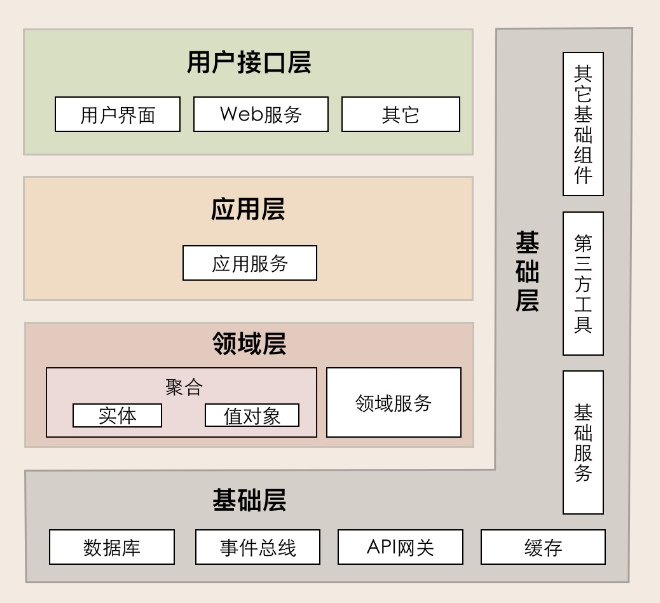 用户接口层
用户界面
Web服务
其它
应用层
应用服务
领域层
聚合
实体
值对象
领域服务
基础层
数据库
事件总线
API网关
缓存
基础层
其它基础组件
第三方工具
基础服务